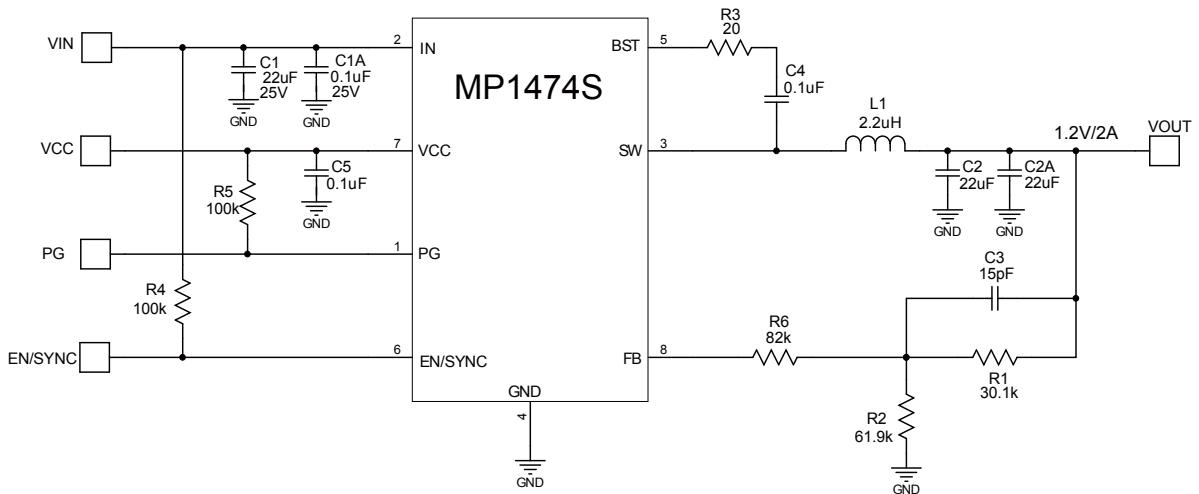 VIN
2
IN
C1
22uF
25V
GND
C1A
0.1uF
25V
GND
VCC
7
VCC
R5
100k
C5
0.1uF
GND
PG
1
PG
R4
100k
EN/SYNC
6
EN/SYNC
MP1474S
GND
4
GND
BST
5
R3
20
C4
0.1uF
SW
3
L1
2.2uH
1.2V/2A
VOUT
C2
22uF
GND
C2A
22uF
GND
C3
15pF
FB
8
R6
82k
R1
30.1k
R2
61.9k
GND